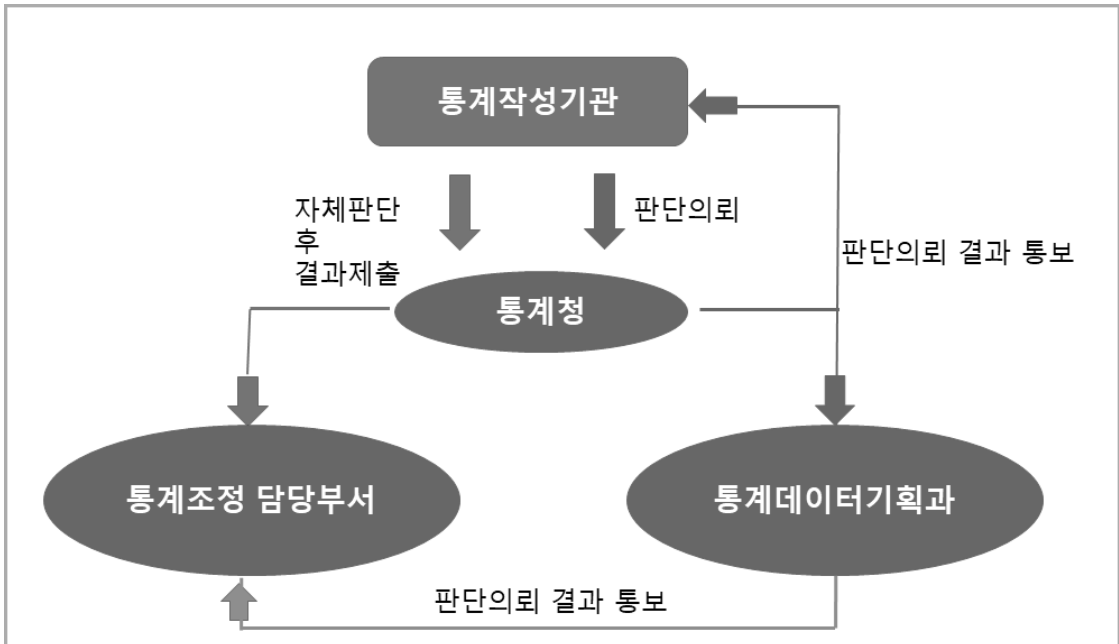 통계작성기관
자체판단
후
결과제출
판단의뢰
판단의뢰 결과 통보
통계청
통계조정 담당부서
통계데이터기획과
판단의뢰 결과 통보